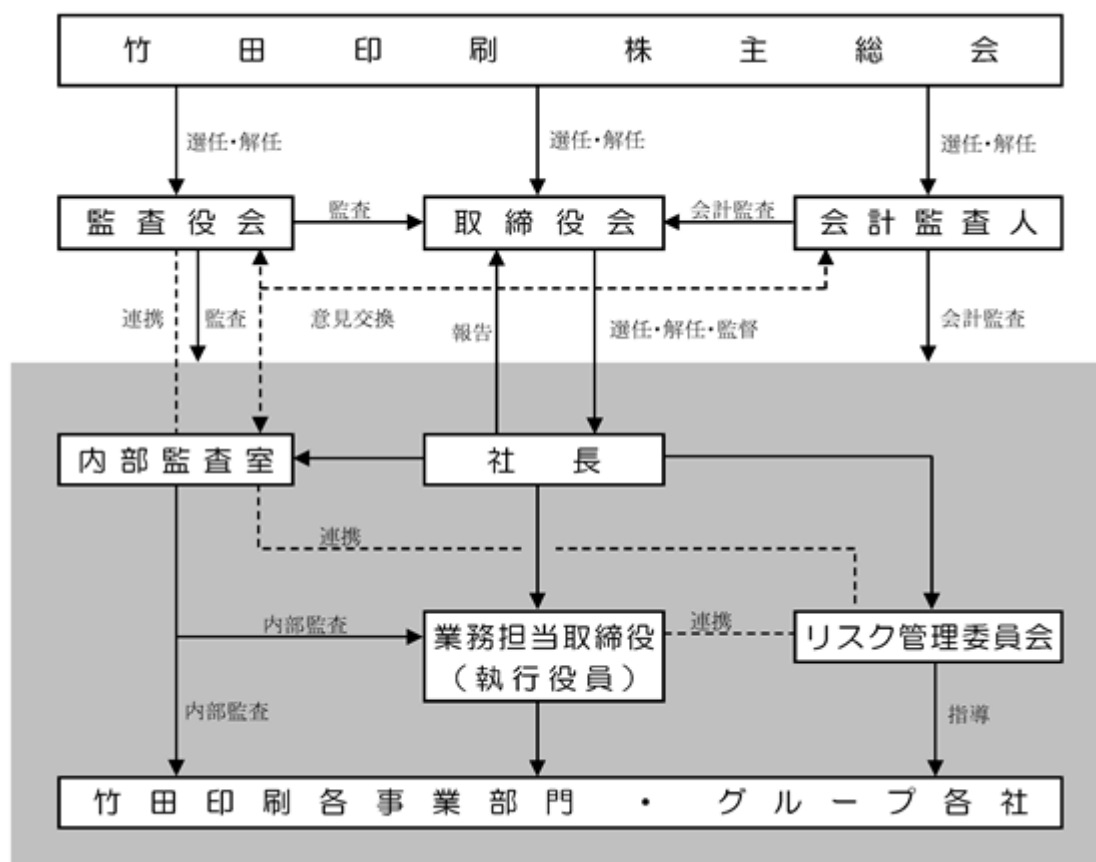 竹田印刷 株主総会
選任・解任
選任・解任
選任・解任
監査役会
監査
取締役会
会計監査
会計監査人
連携
監査
意見交換
報告
選任・解任・監督
会計監査
内部監査室
社長
連携
内部監査
業務担当取締役
（執行役員）
連携
リスク管理委員会
内部監査
指導
竹田印刷各事業部門・グループ各社